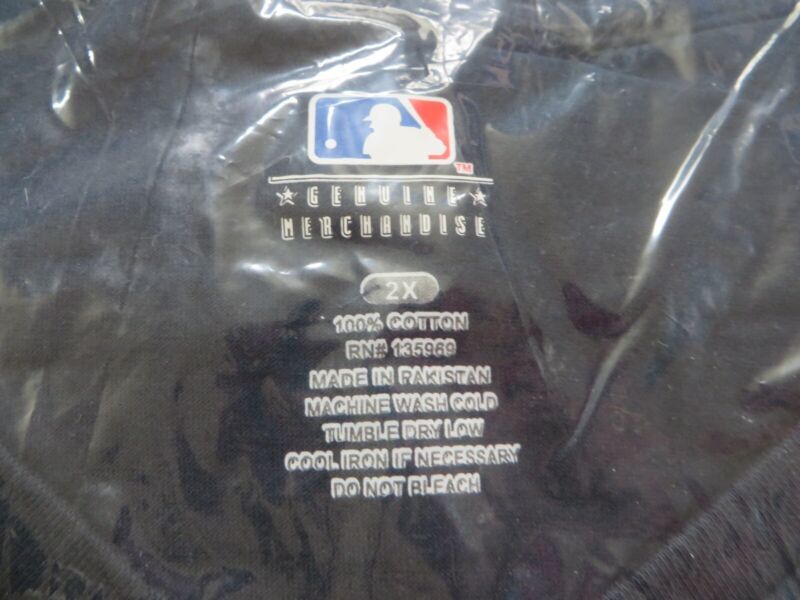 TM
GENUINE
MERCHANDISE
2X
100% COTTON
RN# 135969
MADE IN PAKISTAN
MACHINE WASH COLD
TUMBLE DRY LOW
COOL IRON IF NECESSARY
DO NOT BLEACH